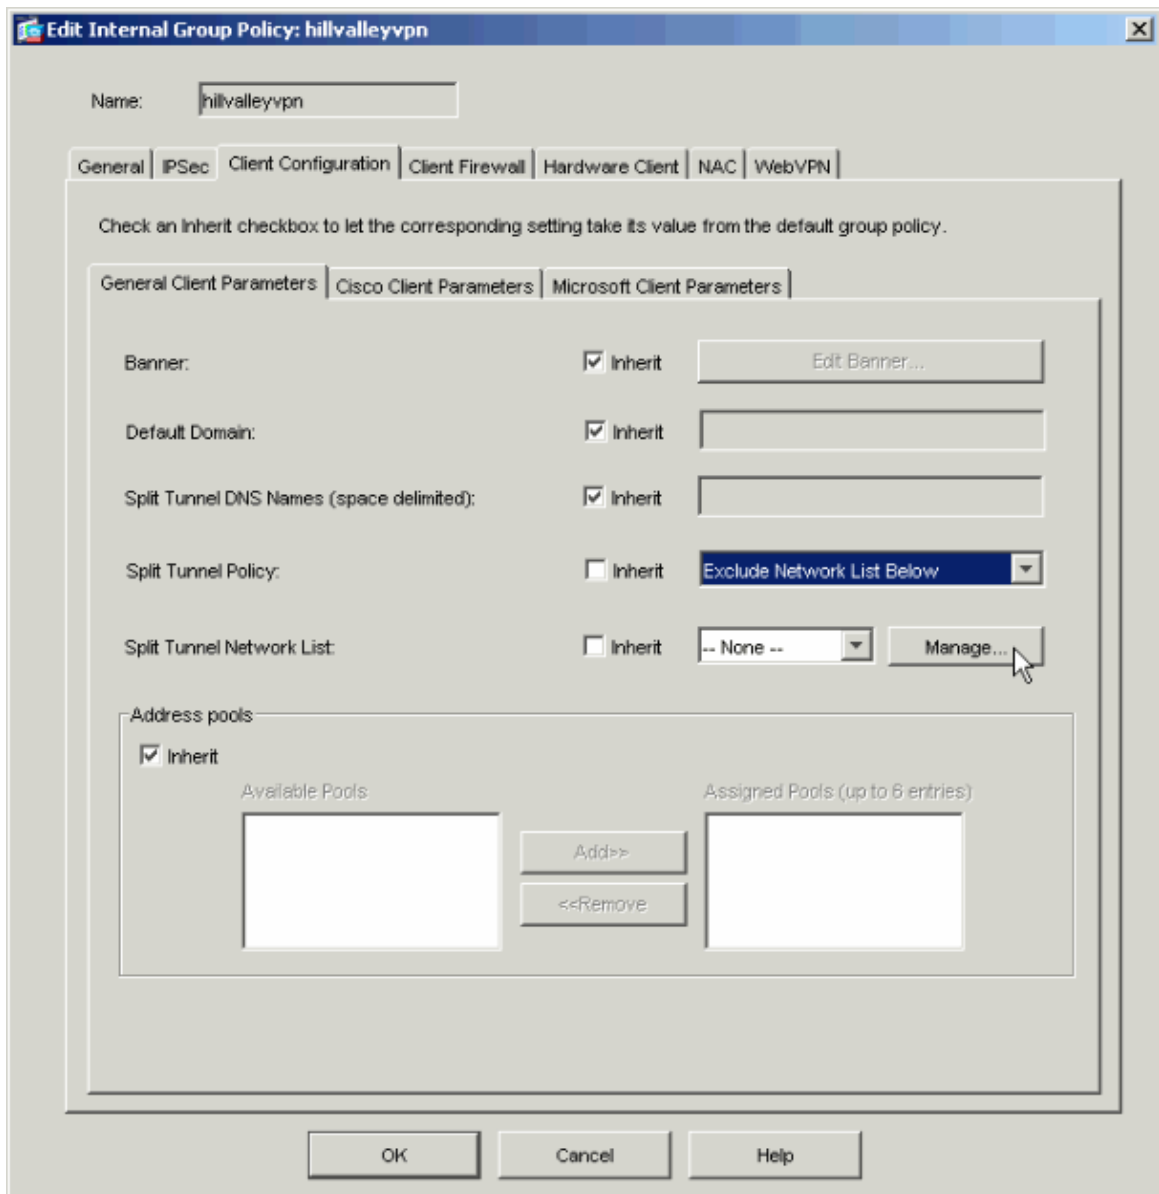 Edit Internal Group Policy: hillvalleyvpn
Name: hillvalleyvpn
General IPSec Client Configuration Client Firewall Hardware Client NAC WebVPN
Check an Inherit checkbox to let the corresponding setting take its value from the default group policy.
General Client Parameters Cisco Client Parameters Microsoft Client Parameters
Banner: Inherit Edit Banner...
Default Domain: Inherit
Split Tunnel DNS Names (space delimited): Inherit
Split Tunnel Policy: Inherit Exclude Network List Below
Split Tunnel Network List: Inherit -- None -- Manage...
Address pools
Inherit
Available Pools Assigned Pools (up to 6 entries)
Add>>
<<Remove
OK Cancel Help